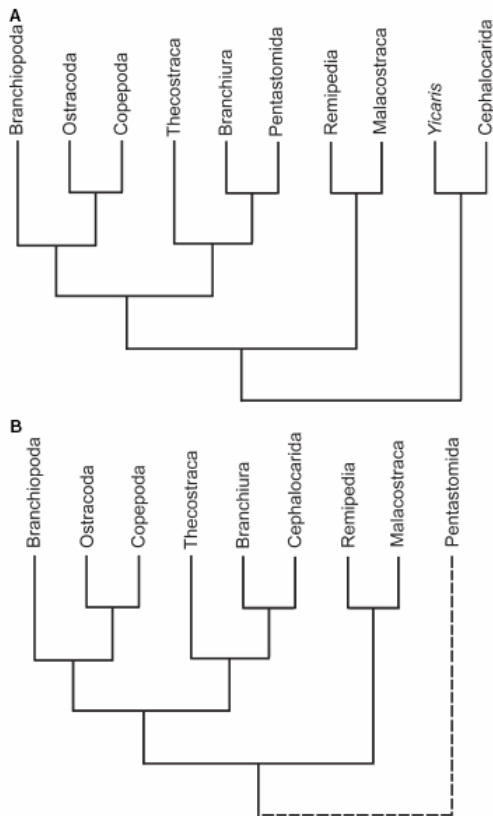 A
Branchiopoda
Ostracoda
Copepoda
Thecostraca
Branchiura
Pentastomida
Remipedia
Malacostraca
Yicaris
Cephalocarida
B
Branchiopoda
Ostracoda
Copepoda
Thecostraca
Branchiura
Cephalocarida
Remipedia
Malacostraca
Pentastomida